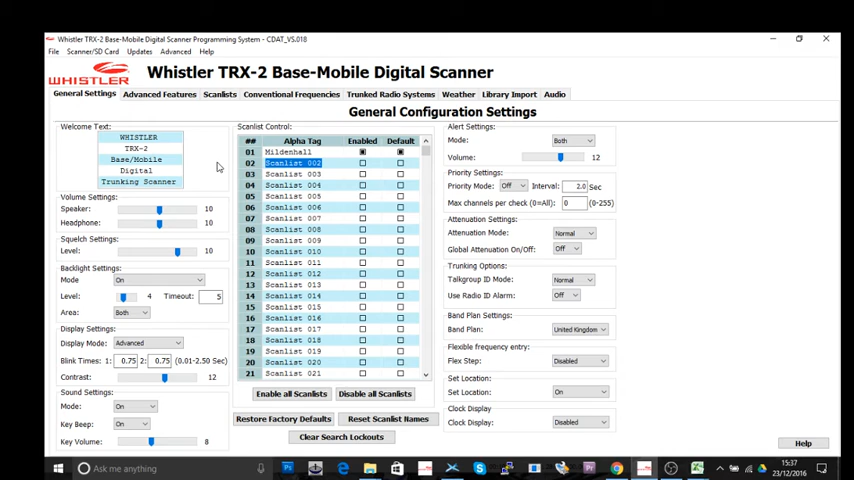 Whistler TRX-2 Base-Mobile Digital Scanner Programming System - CDAT_VS.018
File Scanner/SD Card Updates Advanced Help
WHISTLER
Whistler TRX-2 Base-Mobile Digital Scanner
General Settings Advanced Features Scanlists Conventional Frequencies Trunked Radio Systems Weather Library Import Audio
General Configuration Settings
Welcome Text:
WHISTLER
TRX-2
Base/Mobile
Digital
Trunking Scanner
Volume Settings:
Speaker: 10
Headphone: 10
Squelch Settings:
Level: 10
Backlight Settings:
Mode On
Level: 4 Timeout: 5
Area: Both
Display Settings:
Display Mode: Advanced
Blink Times: 1: 0.75 2: 0.75 (0.01-2.50 Sec)
Contrast: 12
Sound Settings:
Mode: On
Key Beep: On
Key Volume: 8
Scanlist Control:
## Alpha Tag Enabled Default
01 Mildenhall
02 Scanlist 002
03 Scanlist 003
04 Scanlist 004
05 Scanlist 005
06 Scanlist 006
07 Scanlist 007
08 Scanlist 008
09 Scanlist 009
10 Scanlist 010
11 Scanlist 011
12 Scanlist 012
13 Scanlist 013
14 Scanlist 014
15 Scanlist 015
16 Scanlist 016
17 Scanlist 017
18 Scanlist 018
19 Scanlist 019
20 Scanlist 020
21 Scanlist 021
Enable all Scanlists Disable all Scanlists
Restore Factory Defaults Reset Scanlist Names
Clear Search Lockouts
Alert Settings:
Mode: Both
Volume: 12
Priority Settings:
Priority Mode: Off Interval: 2.0 Sec
Max channels per check (0=All) 0 (0-255)
Attenuation Settings:
Attenuation Mode: Normal
Global Attenuation On/Off: Off
Trunking Options:
Talkgroup ID Mode: Normal
Use Radio ID Alarm: Off
Band Plan Settings:
Band Plan: United Kingdom
Flexible frequency entry:
Flex Step: Disabled
Set Location:
Set Location: On
Clock Display
Clock Display: Disabled
Help
Ask me anything
15:37
23/12/2016